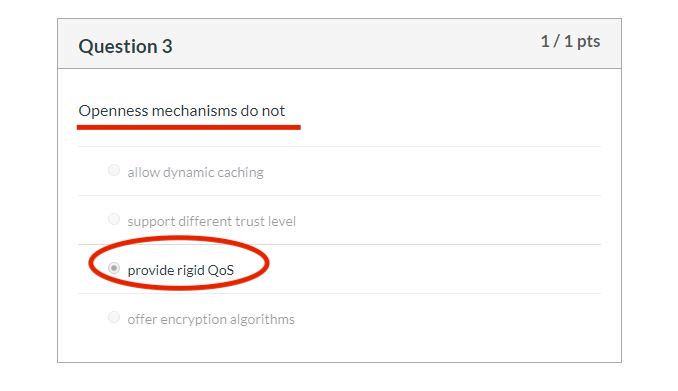 Question 3
1 / 1 pts
Openness mechanisms do not
allow dynamic caching
support different trust level
provide rigid QoS
offer encryption algorithms